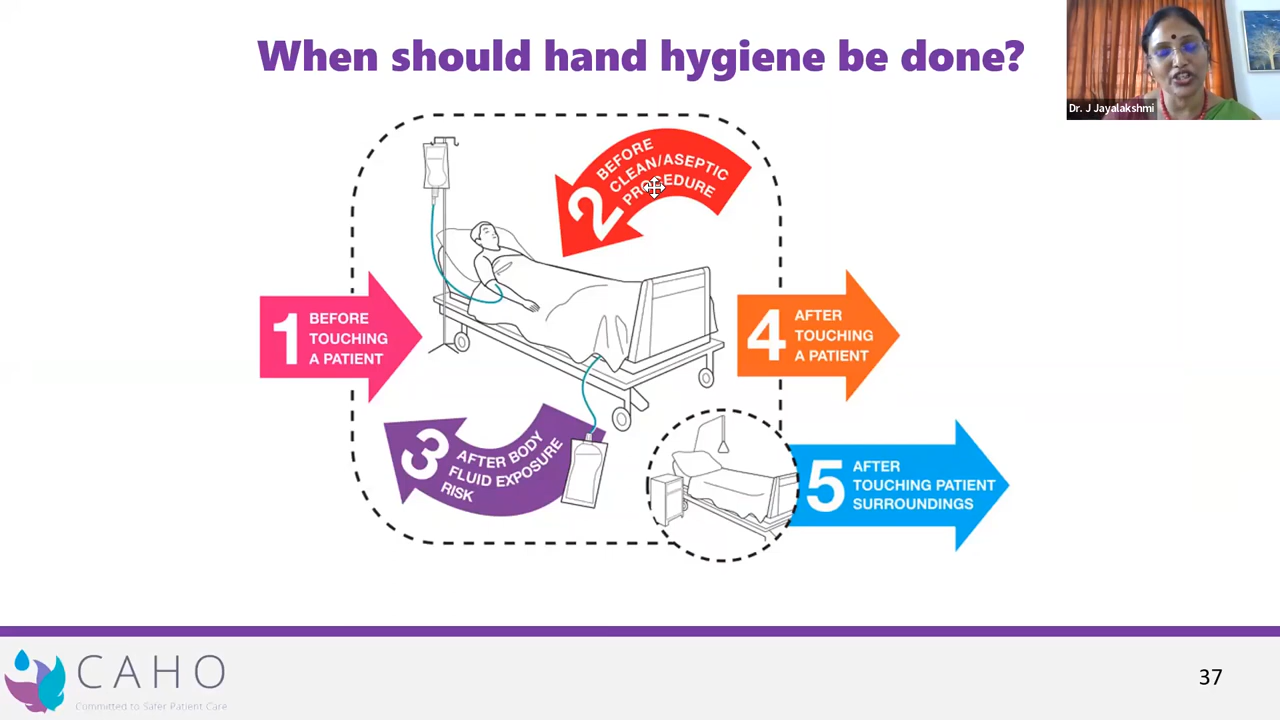 When should hand hygiene be done?
Dr. J Jayalakshmi
2 BEFORE
CLEAN/ASEPTIC
PROCEDURE
1 BEFORE
TOUCHING
A PATIENT
4 AFTER
TOUCHING
A PATIENT
3 AFTER BODY
FLUID EXPOSURE
RISK
5 AFTER
TOUCHING PATIENT
SURROUNDINGS
CAHO
Committed to Safer Patient Care
37